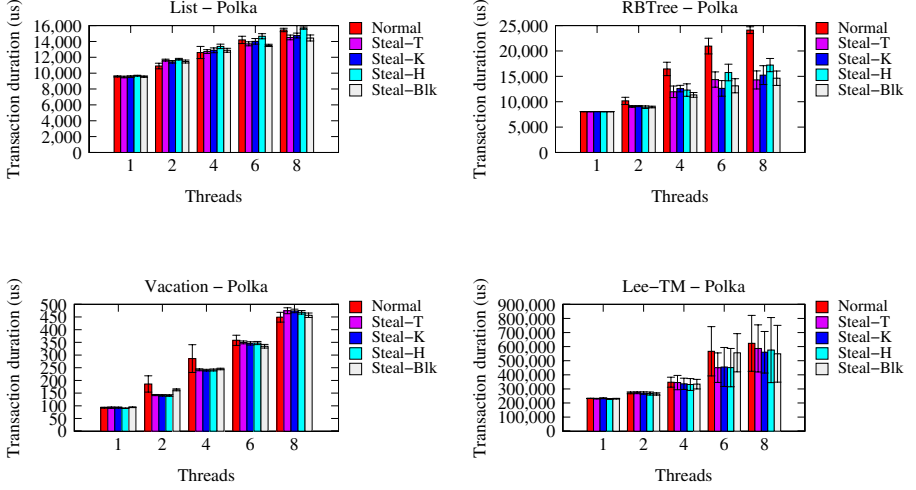 List – Polka
Transaction duration (us)
16,000
14,000
12,000
10,000
8,000
6,000
4,000
2,000
0
1 2 4 6 8
Threads
Normal
Steal–T
Steal–K
Steal–H
Steal–Blk
RBTree – Polka
Transaction duration (us)
25,000
20,000
15,000
10,000
5,000
0
1 2 4 6 8
Threads
Normal
Steal–T
Steal–K
Steal–H
Steal–Blk
Vacation – Polka
Transaction duration (us)
500
450
400
350
300
250
200
150
100
50
0
1 2 4 6 8
Threads
Normal
Steal–T
Steal–K
Steal–H
Steal–Blk
Lee–TM – Polka
Transaction duration (us)
900,000
800,000
700,000
600,000
500,000
400,000
300,000
200,000
100,000
0
1 2 4 6 8
Threads
Normal
Steal–T
Steal–K
Steal–H
Steal–Blk